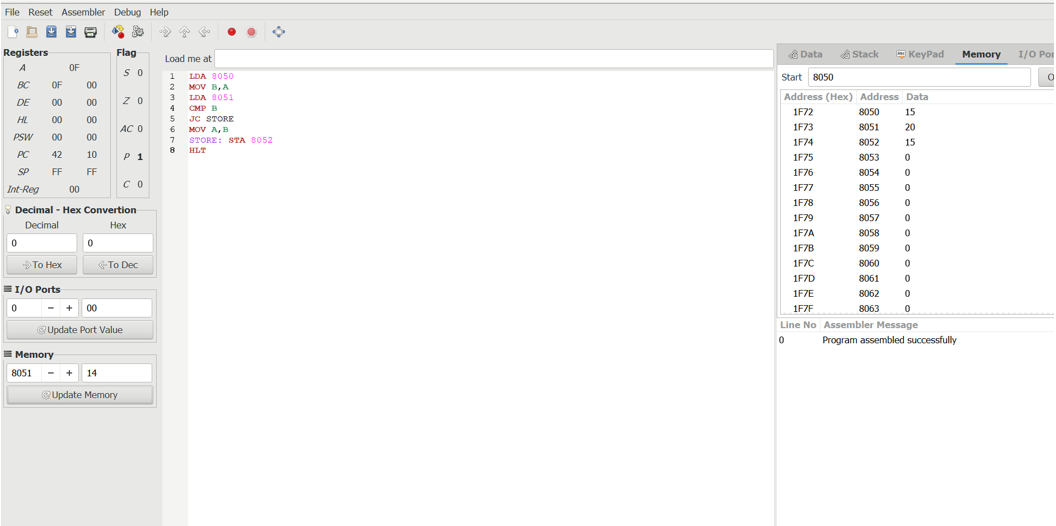 File Reset Assembler Debug Help
Registers
A 0F
BC 0F 00
DE 00 00
HL 00 00
PSW 00 00
PC 42 10
SP FF FF
Int-Reg 00
Flag
S 0
Z 0
AC 0
P 1
C 0
Decimal - Hex Convertion
Decimal Hex
0 0
To Hex To Dec
I/O Ports
0 − + 00
Update Port Value
Memory
8051 − + 14
Update Memory
Load me at
1 LDA 8050
2 MOV B,A
3 LDA 8051
4 CMP B
5 JC STORE
6 MOV A,B
7 STORE: STA 8052
8 HLT
Data Stack KeyPad Memory I/O Por
Start 8050
Address (Hex) Address Data
1F72 8050 15
1F73 8051 20
1F74 8052 15
1F75 8053 0
1F76 8054 0
1F77 8055 0
1F78 8056 0
1F79 8057 0
1F7A 8058 0
1F7B 8059 0
1F7C 8060 0
1F7D 8061 0
1F7E 8062 0
1F7F 8063 0
Line No Assembler Message
0 Program assembled successfully